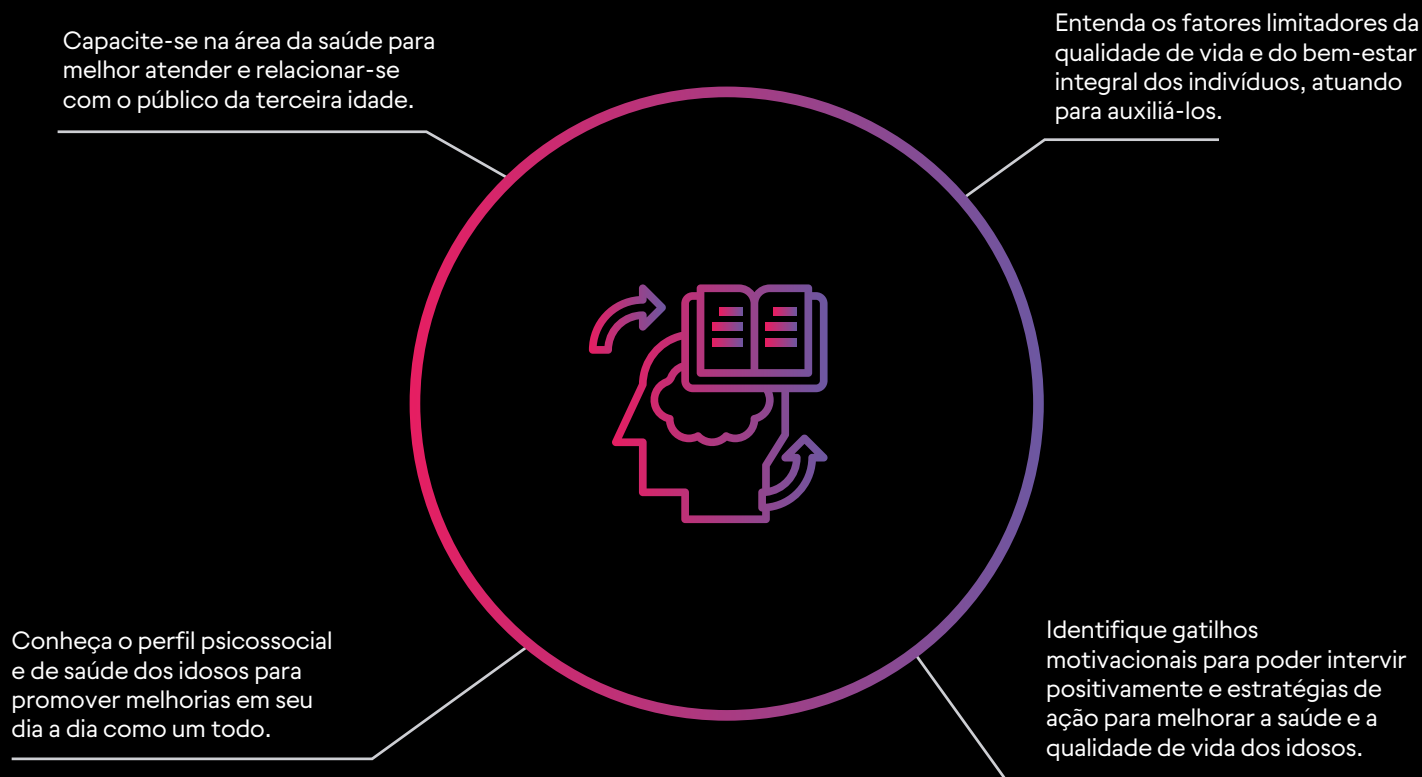 Capacite-se na área da saúde para
melhor atender e relacionar-se
com o público da terceira idade.
Entenda os fatores limitadores da
qualidade de vida e do bem-estar
integral dos indivíduos, atuando
para auxiliá-los.
Conheça o perfil psicossocial
e de saúde dos idosos para
promover melhorias em seu
dia a dia como um todo.
Identifique gatilhos
motivacionais para poder intervir
positivamente e estratégias de
ação para melhorar a saúde e a
qualidade de vida dos idosos.